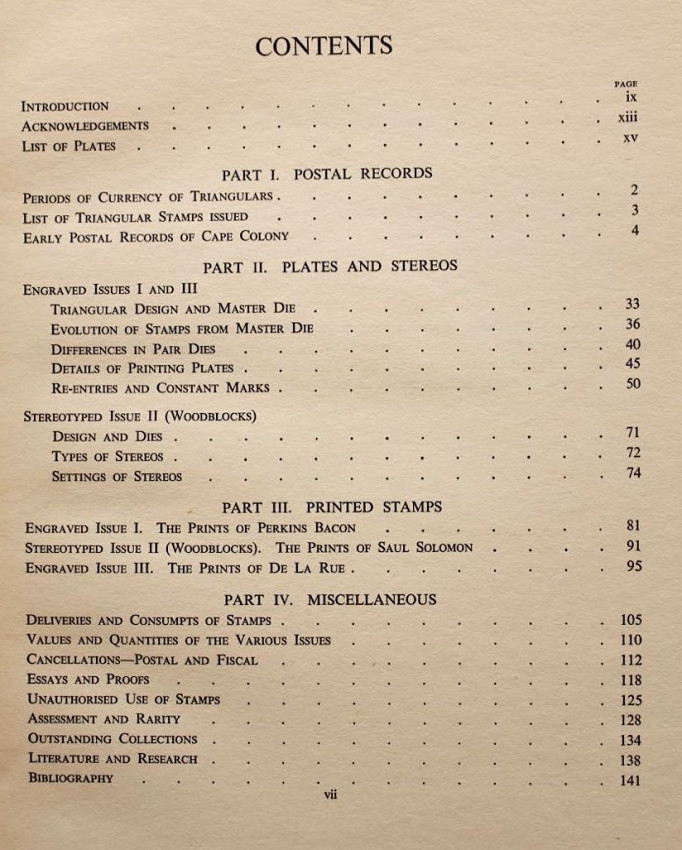 CONTENTS
PAGE
INTRODUCTION . . . . . . . . . . . . . . ix
ACKNOWLEDGEMENTS . . . . . . . . . . . . . xiii
LIST OF PLATES . . . . . . . . . . . . . . xv
PART I. POSTAL RECORDS
PERIODS OF CURRENCY OF TRIANGULARS . . . . . . . . . . 2
LIST OF TRIANGULAR STAMPS ISSUED . . . . . . . . . . 3
EARLY POSTAL RECORDS OF CAPE COLONY . . . . . . . . . 4
PART II. PLATES AND STEREOS
ENGRAVED ISSUES I AND III
TRIANGULAR DESIGN AND MASTER DIE . . . . . . . . . 33
EVOLUTION OF STAMPS FROM MASTER DIE . . . . . . . . 36
DIFFERENCES IN PAIR DIES . . . . . . . . . . . 40
DETAILS OF PRINTING PLATES . . . . . . . . . . . 45
RE-ENTRIES AND CONSTANT MARKS . . . . . . . . . . 50
STEREOTYPED ISSUE II (WOODBLOCKS)
DESIGN AND DIES . . . . . . . . . . . . . 71
TYPES OF STEREOS . . . . . . . . . . . . . 72
SETTINGS OF STEREOS . . . . . . . . . . . . 74
PART III. PRINTED STAMPS
ENGRAVED ISSUE I. THE PRINTS OF PERKINS BACON . . . . . . . 81
STEREOTYPED ISSUE II (WOODBLOCKS). THE PRINTS OF SAUL SOLOMON . . . . 91
ENGRAVED ISSUE III. THE PRINTS OF DE LA RUE . . . . . . . . 95
PART IV. MISCELLANEOUS
DELIVERIES AND CONSUMPTS OF STAMPS . . . . . . . . . . 105
VALUES AND QUANTITIES OF THE VARIOUS ISSUES . . . . . . . . 110
CANCELLATIONS—POSTAL AND FISCAL . . . . . . . . . . 112
ESSAYS AND PROOFS . . . . . . . . . . . . . 118
UNAUTHORISED USE OF STAMPS . . . . . . . . . . . 125
ASSESSMENT AND RARITY . . . . . . . . . . . . 128
OUTSTANDING COLLECTIONS . . . . . . . . . . . . 134
LITERATURE AND RESEARCH . . . . . . . . . . . . 138
BIBLIOGRAPHY . . . . . . . . . . . . . . 141
vii